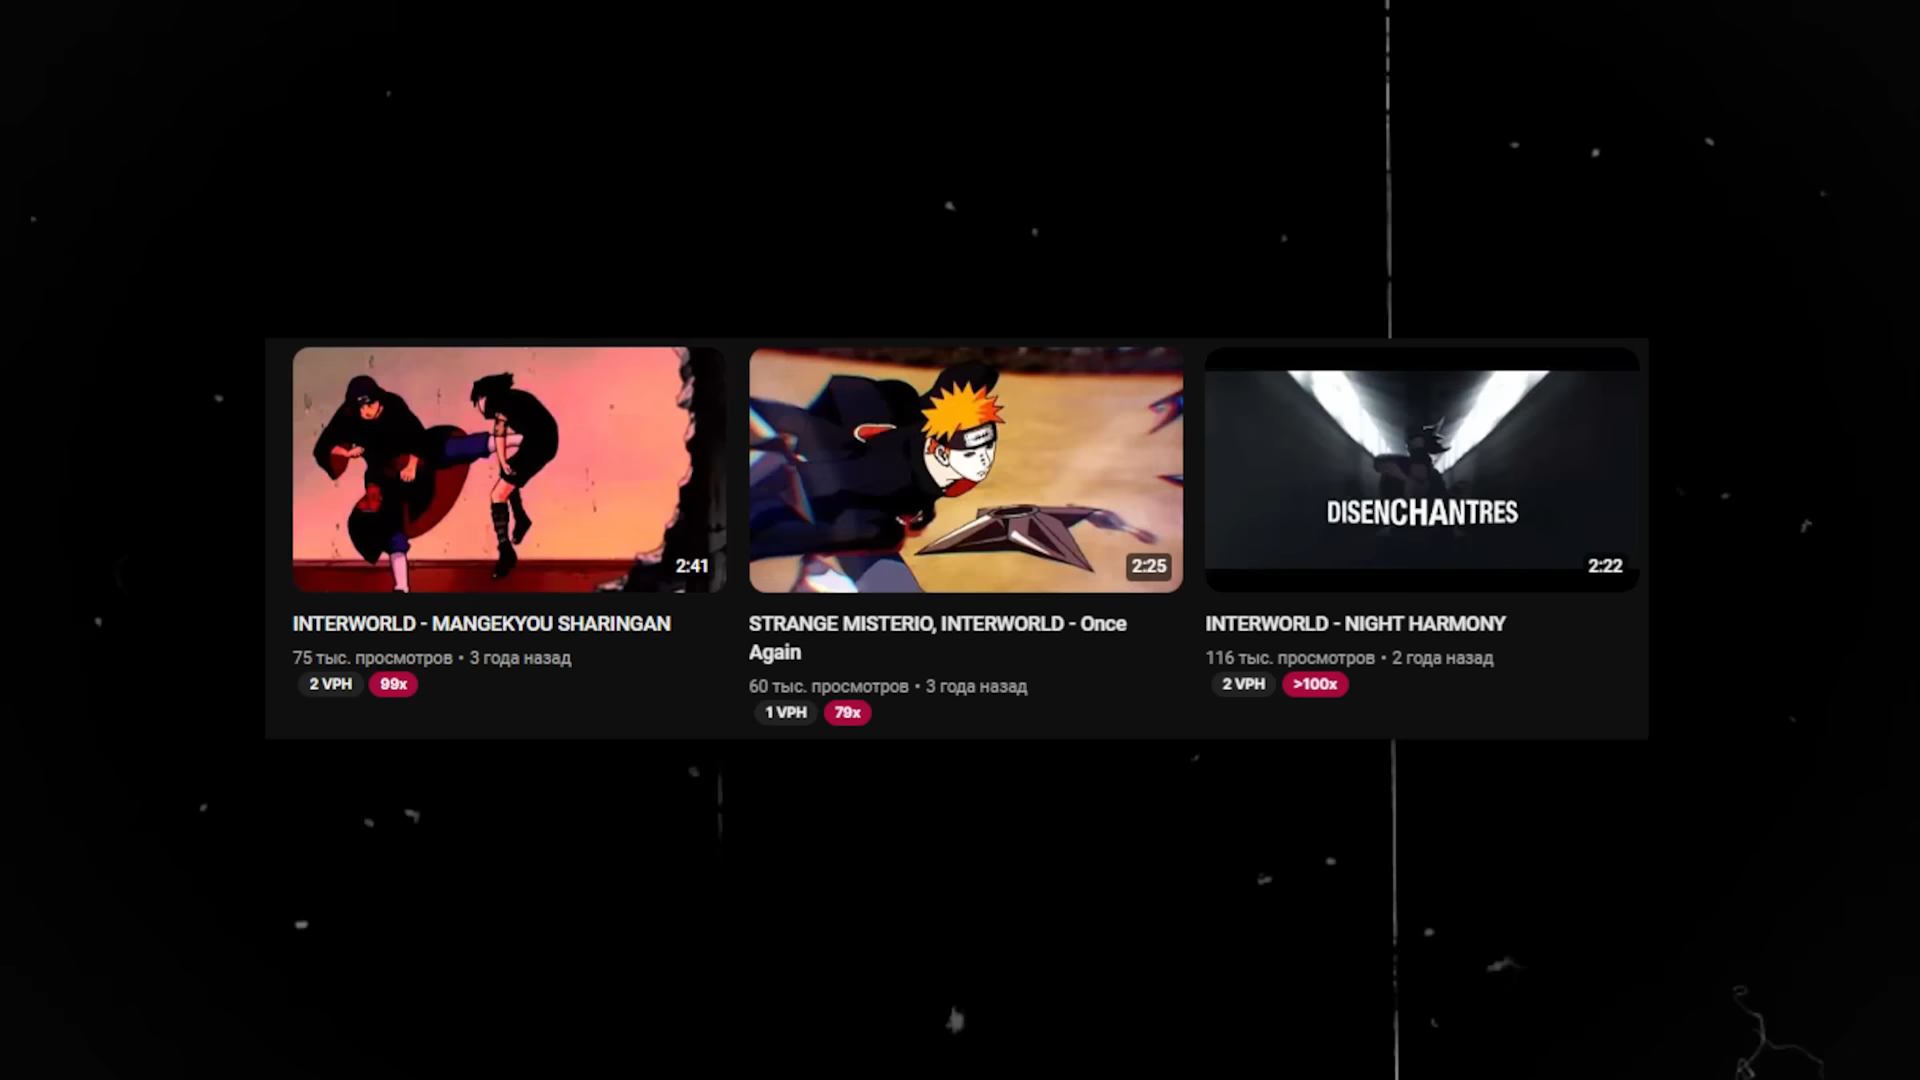 DISENCHANTRES
2:41
2:25
2:22
INTERWORLD - MANGEKYOU SHARINGAN
75 тыс. просмотров • 3 года назад
2 VPH 99x
STRANGE MISTERIO, INTERWORLD - Once
Again
60 тыс. просмотров • 3 года назад
1 VPH 79x
INTERWORLD - NIGHT HARMONY
116 тыс. просмотров • 2 года назад
2 VPH >100x